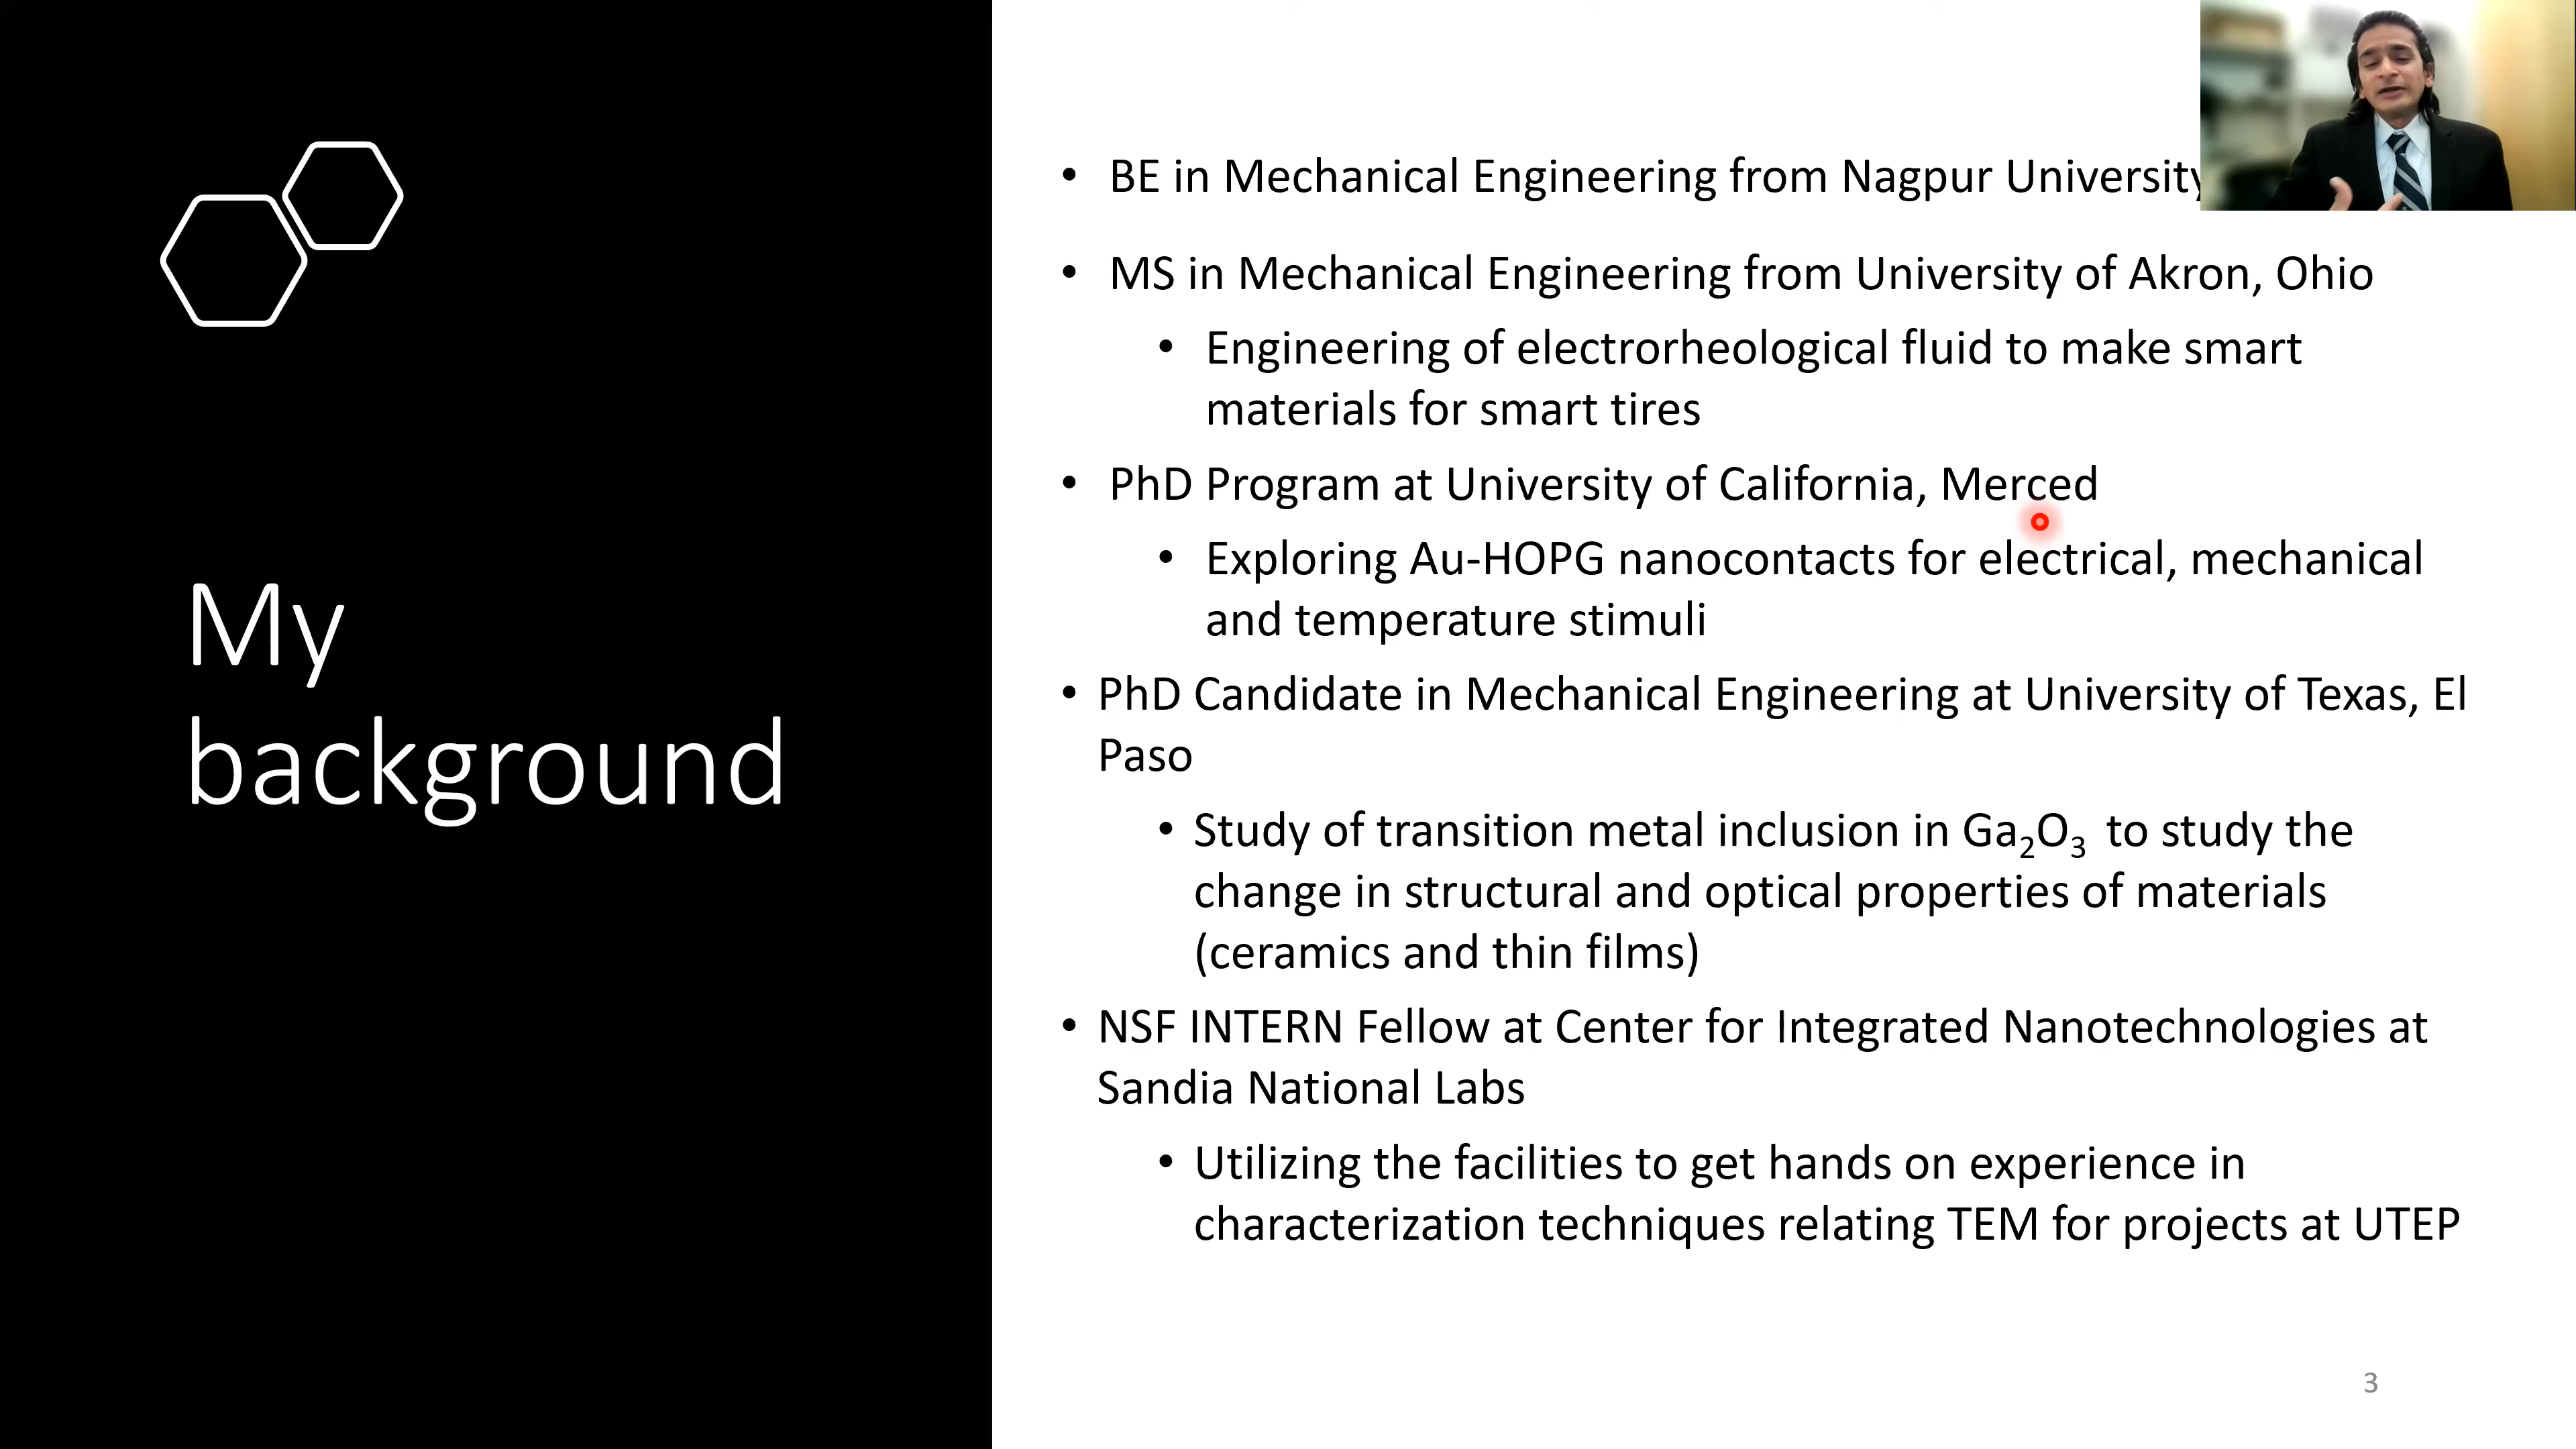 My
background
• BE in Mechanical Engineering from Nagpur University
• MS in Mechanical Engineering from University of Akron, Ohio
• Engineering of electrorheological fluid to make smart
materials for smart tires
• PhD Program at University of California, Merced
• Exploring Au-HOPG nanocontacts for electrical, mechanical
and temperature stimuli
• PhD Candidate in Mechanical Engineering at University of Texas, El
Paso
• Study of transition metal inclusion in Ga₂O₃ to study the
change in structural and optical properties of materials
(ceramics and thin films)
• NSF INTERN Fellow at Center for Integrated Nanotechnologies at
Sandia National Labs
• Utilizing the facilities to get hands on experience in
characterization techniques relating TEM for projects at UTEP
3